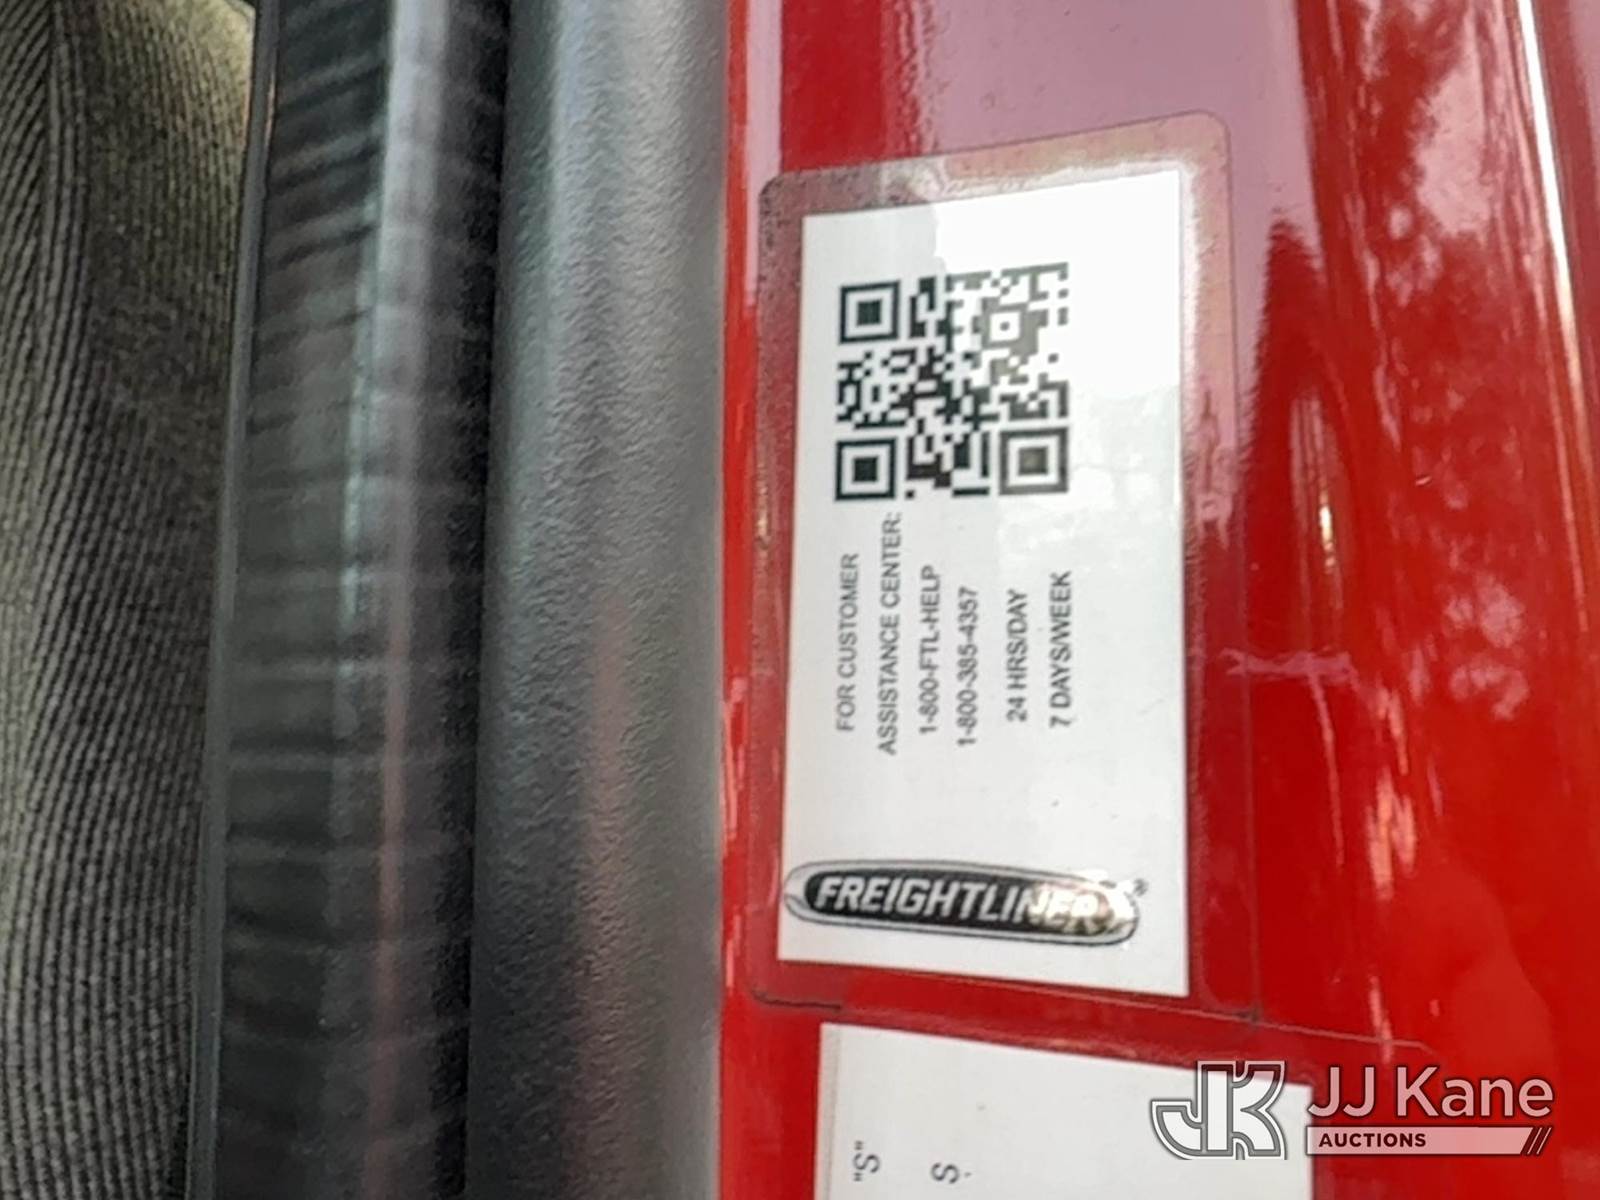 FOR CUSTOMER
ASSISTANCE CENTER:
1-800-FTL-HELP
1-800-385-4357
24 HRS/DAY
7 DAYS/WEEK
FREIGHTLINER®
"S"
S
JK JJ Kane
AUCTIONS